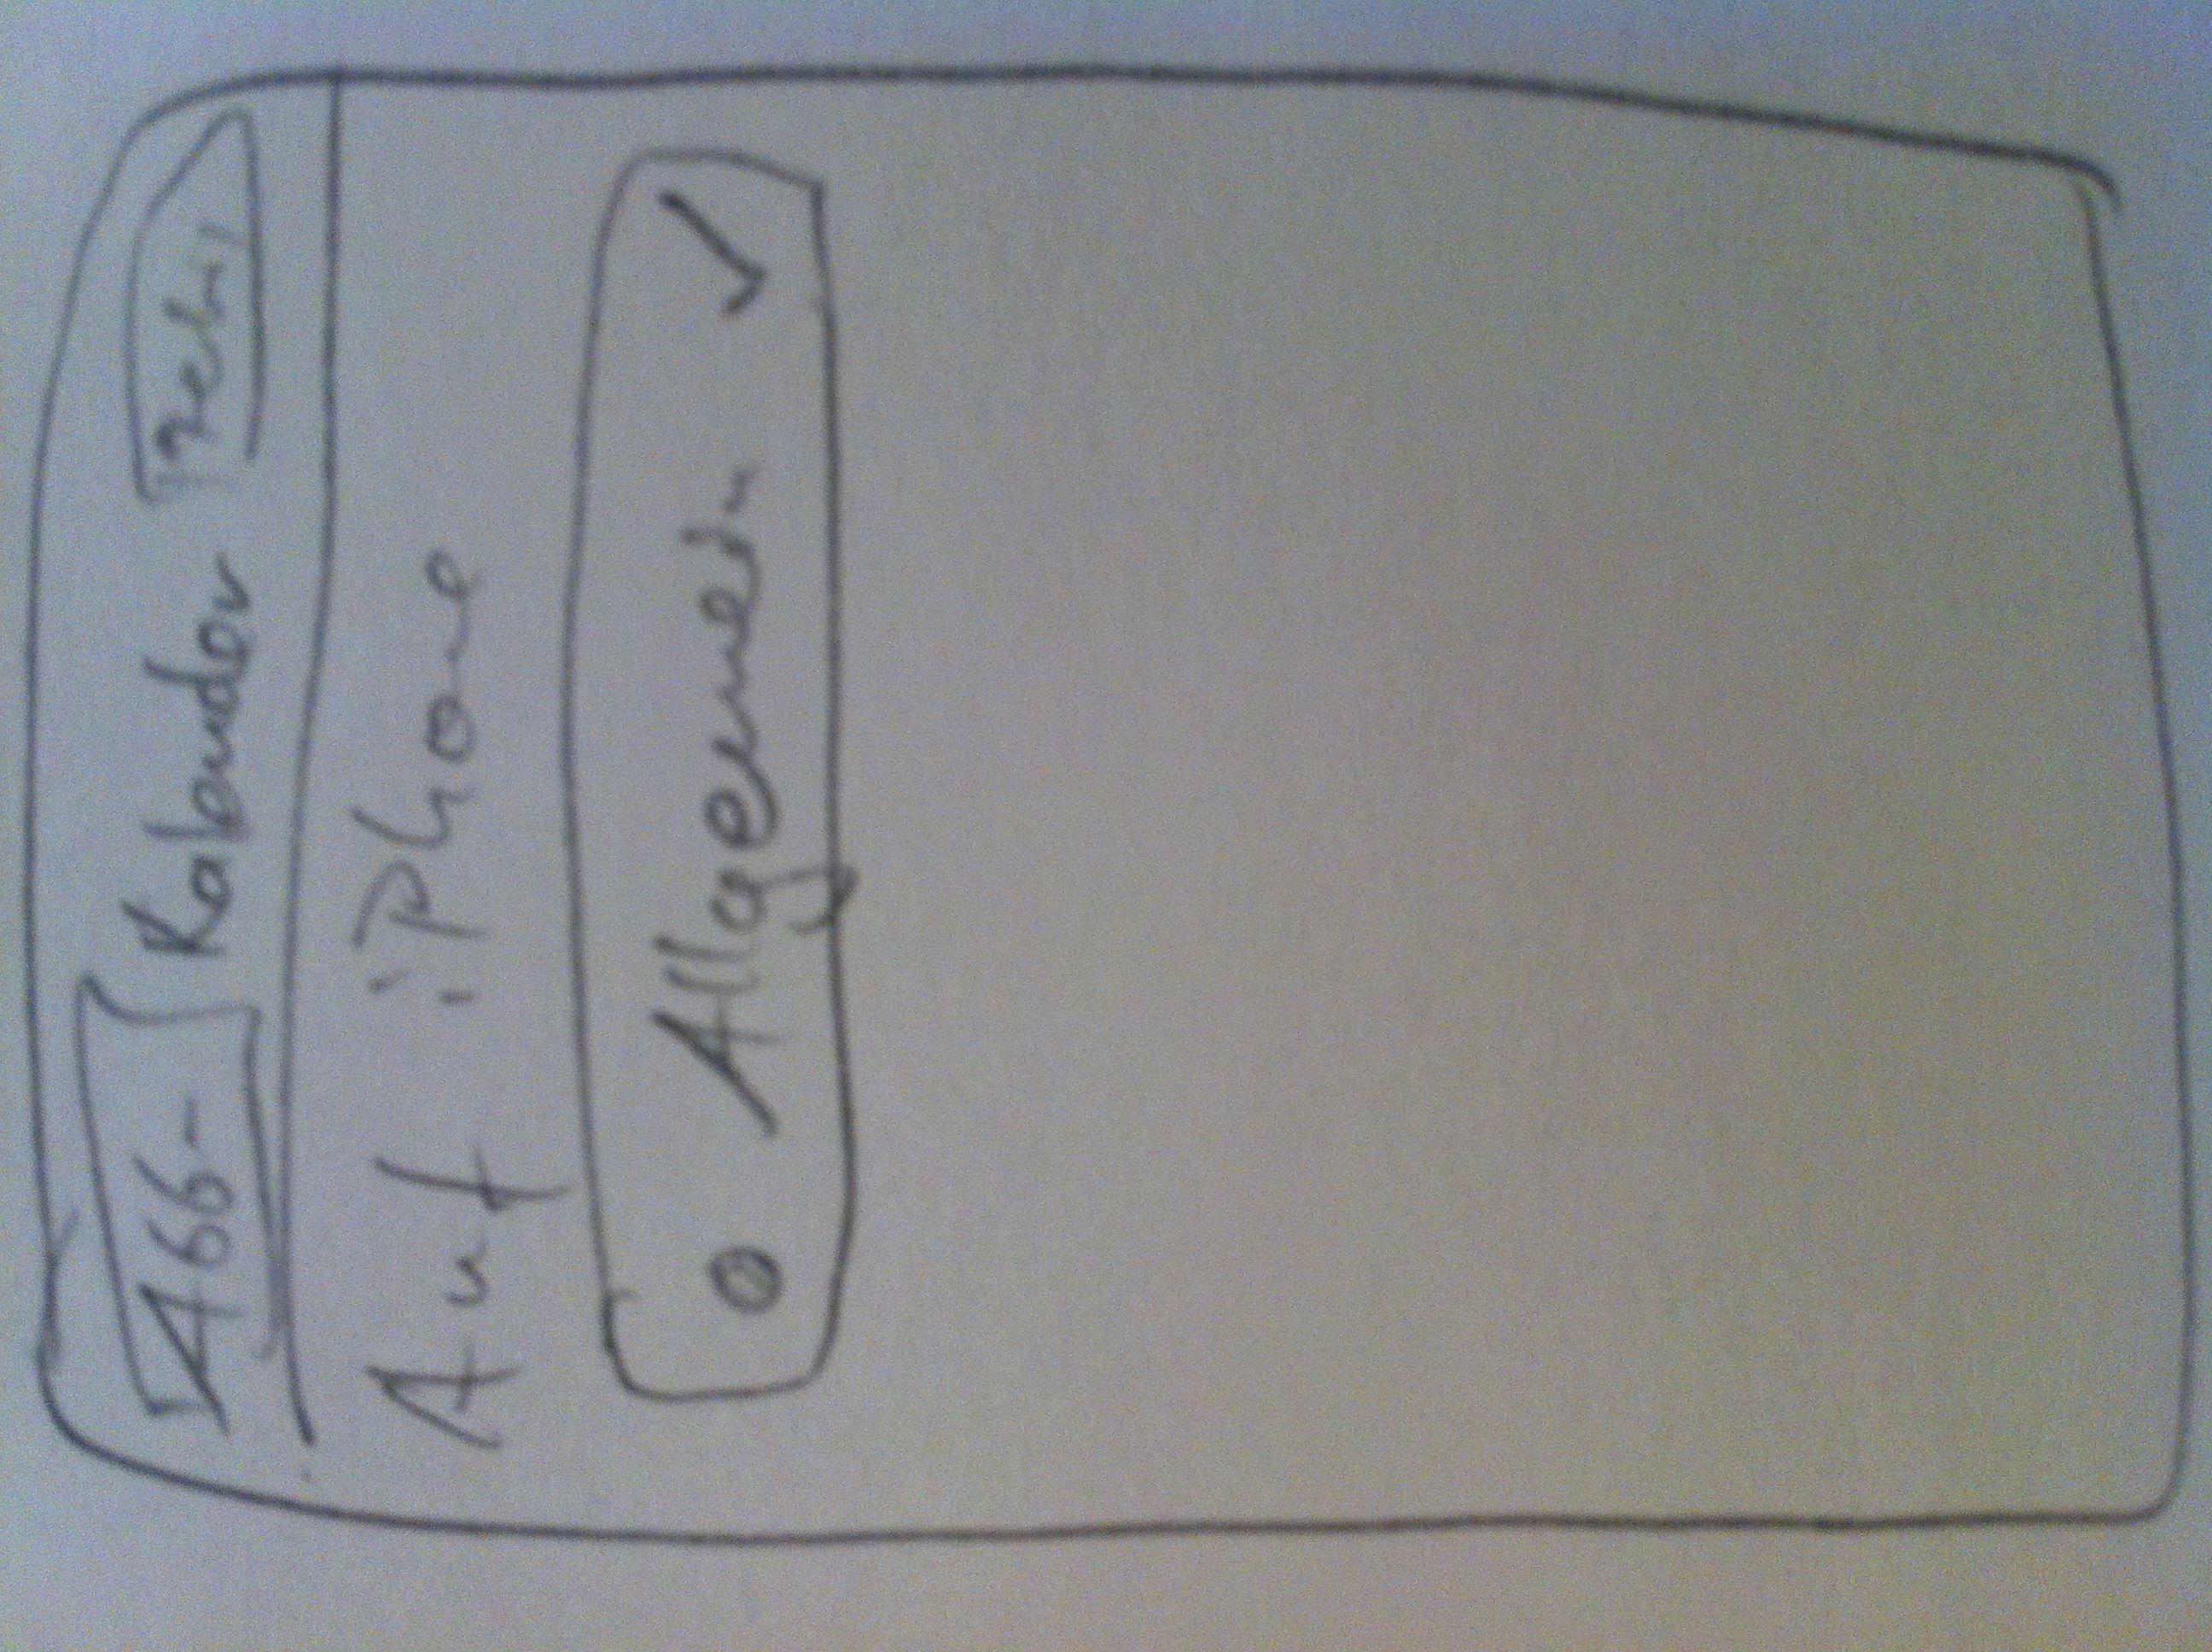 Abb- Kalender
Auf iPhone
Allgemein ✓